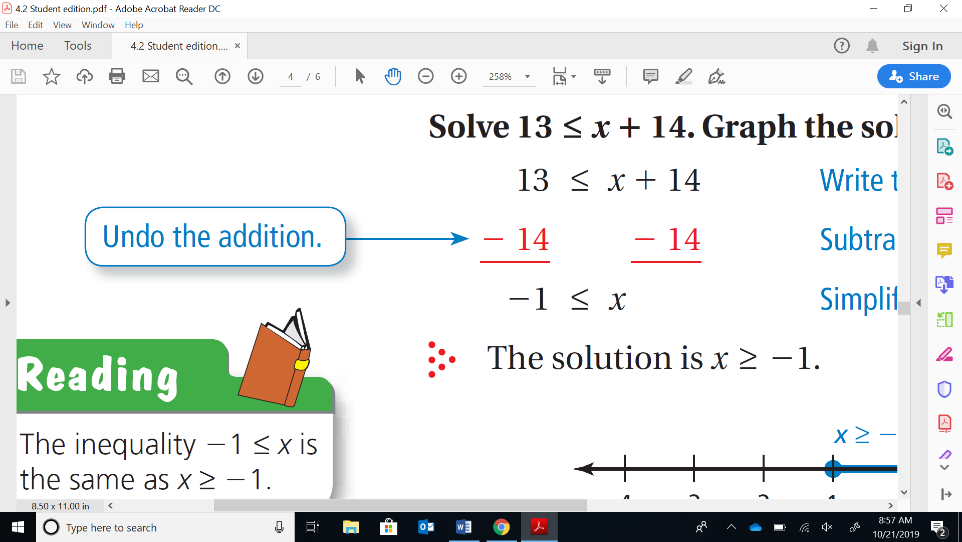 4.2 Student edition.pdf - Adobe Acrobat Reader DC
File Edit View Window Help
Home Tools 4.2 Student edition.... × Sign In
4 / 6 258% Share
Solve 13 ≤ x + 14. Graph the sol
13 ≤ x + 14 Write t
Undo the addition. − 14 − 14 Subtra
−1 ≤ x Simplif
The solution is x ≥ −1.
Reading
The inequality −1 ≤ x is
the same as x ≥ −1.
x ≥ −
8.50 x 11.00 in
Type here to search
8:57 AM
10/21/2019
2